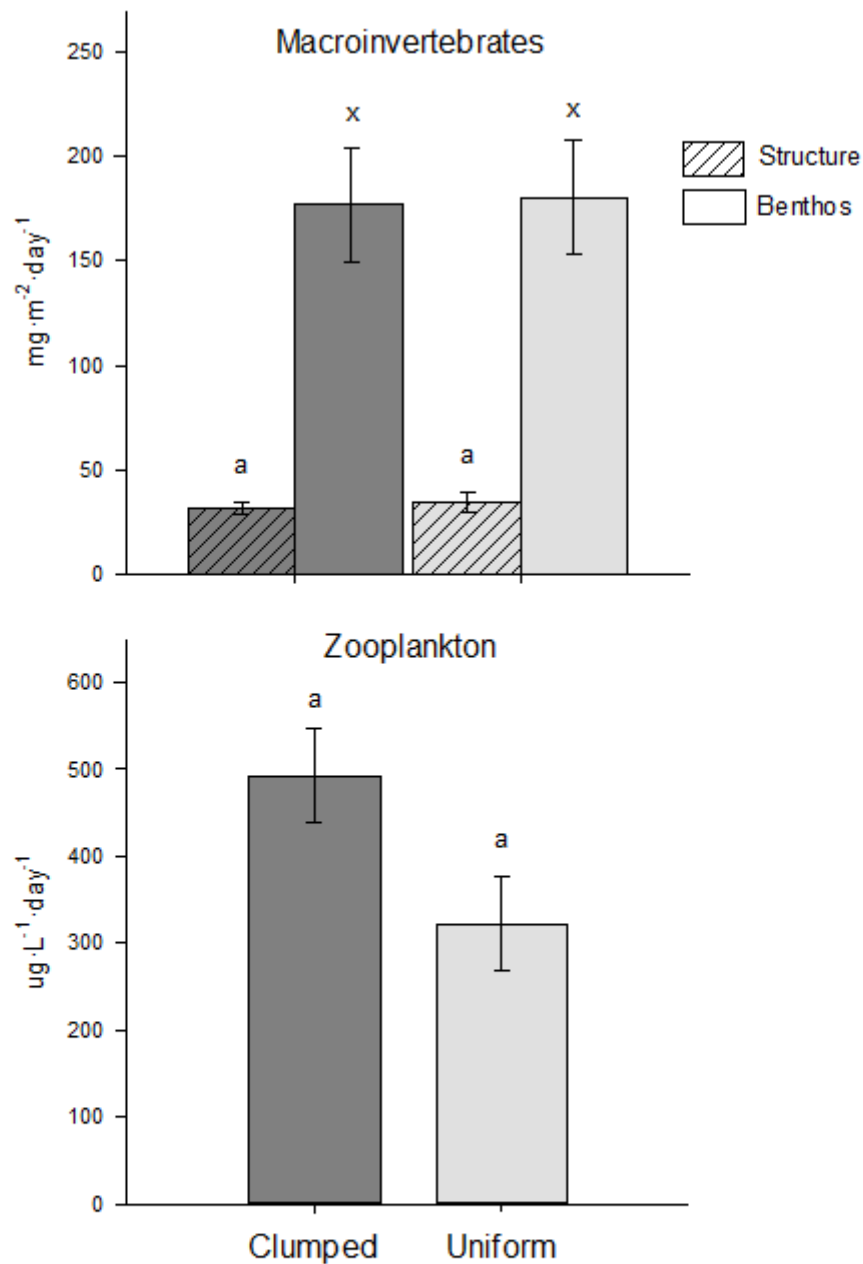 Macroinvertebrates
250
200
150
100
50
0
mg·m⁻²·day⁻¹
a
x
a
x
Structure
Benthos
Zooplankton
600
500
400
300
200
100
0
ug·L⁻¹·day⁻¹
a
a
Clumped
Uniform